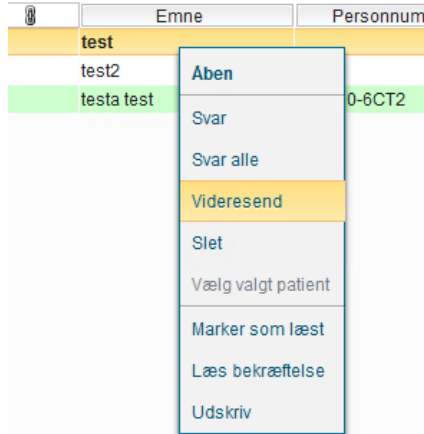 Emne Personnum
test
test2
testa test 0-6CT2
Åben
Svar
Svar alle
Videresend
Slet
Vælg valgt patient
Marker som læst
Læs bekræftelse
Udskriv